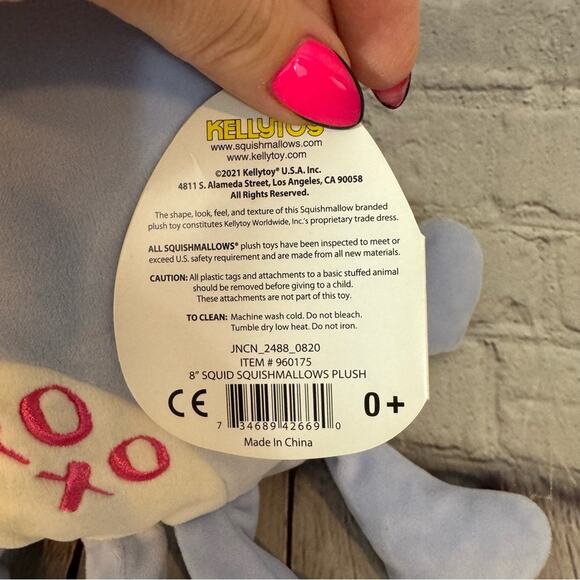 KELLYTOY
www.squishmallows.com
www.kellytoy.com
©2021 Kellytoy® U.S.A. Inc.
4811 S. Alameda Street, Los Angeles, CA 90058
All Rights Reserved.
The shape, look, feel, and texture of this Squishmallow branded
plush toy constitutes Kellytoy Worldwide, Inc.'s proprietary trade dress.
ALL SQUISHMALLOWS® plush toys have been inspected to meet or
exceed U.S. safety requirement and are made from all new materials.
CAUTION: All plastic tags and attachments to a basic stuffed animal
should be removed before giving to a child.
These attachments are not part of this toy.
TO CLEAN: Machine wash cold. Do not bleach.
Tumble dry low heat. Do not iron.
JNCN_2488_0820
ITEM # 960175
8" SQUID SQUISHMALLOWS PLUSH
CE 0+
7 34689 42669 0
Made In China
XO
XO